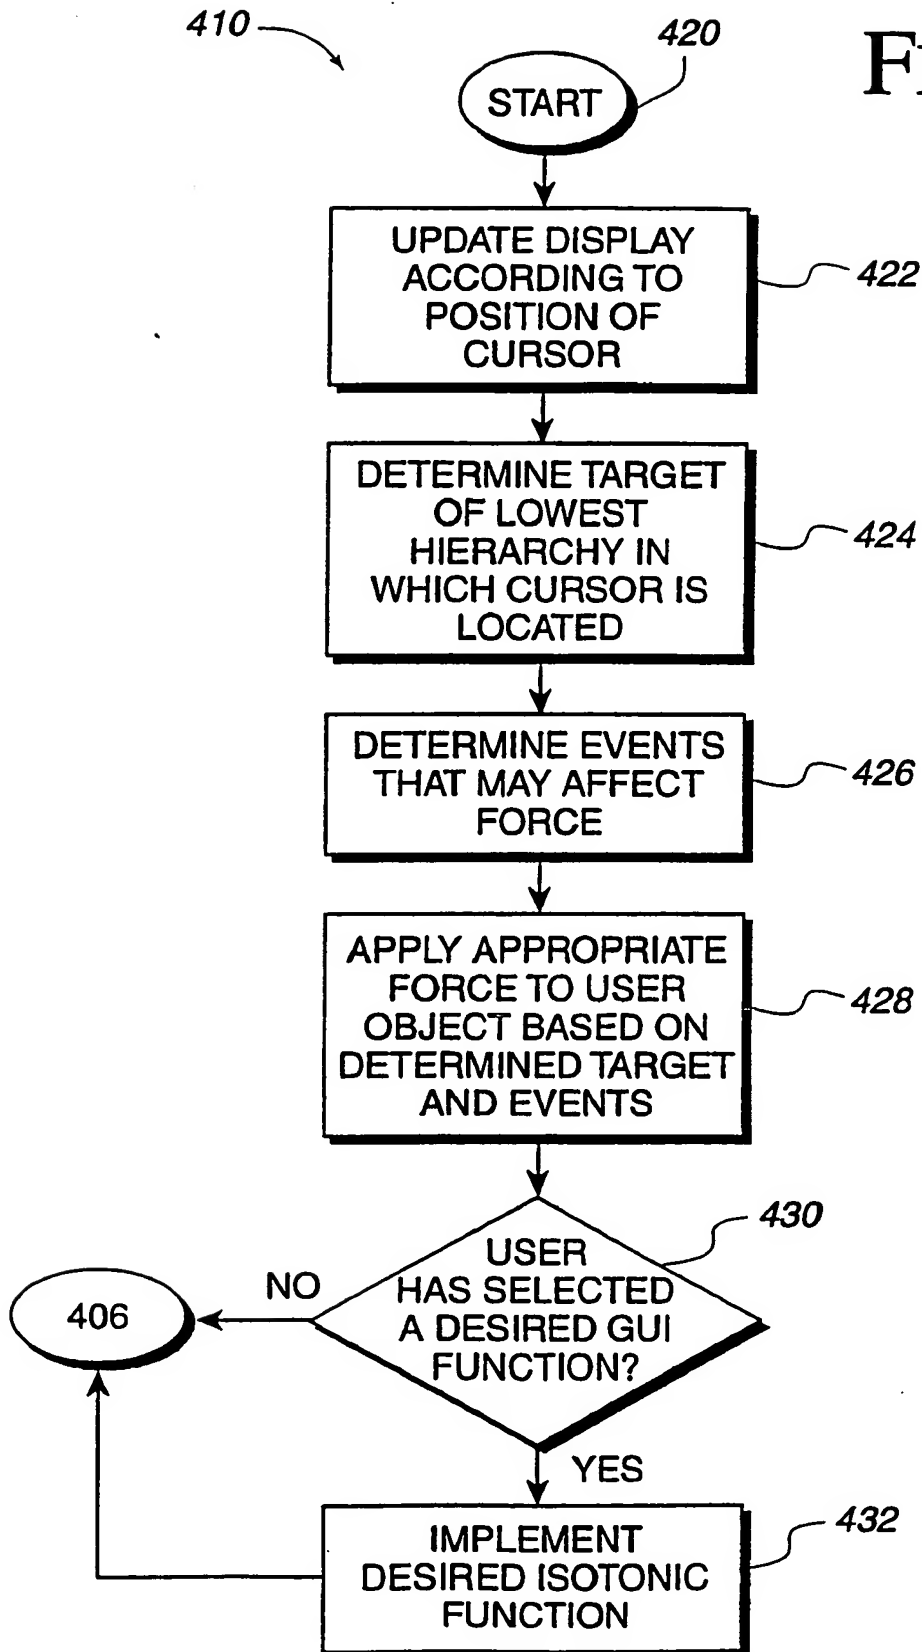 410
420
START
UPDATE DISPLAY
ACCORDING TO
POSITION OF
CURSOR
422
DETERMINE TARGET
OF LOWEST
HIERARCHY IN
WHICH CURSOR IS
LOCATED
424
DETERMINE EVENTS
THAT MAY AFFECT
FORCE
426
APPLY APPROPRIATE
FORCE TO USER
OBJECT BASED ON
DETERMINED TARGET
AND EVENTS
428
430
USER
HAS SELECTED
A DESIRED GUI
FUNCTION?
NO
406
YES
IMPLEMENT
DESIRED ISOTONIC
FUNCTION
432